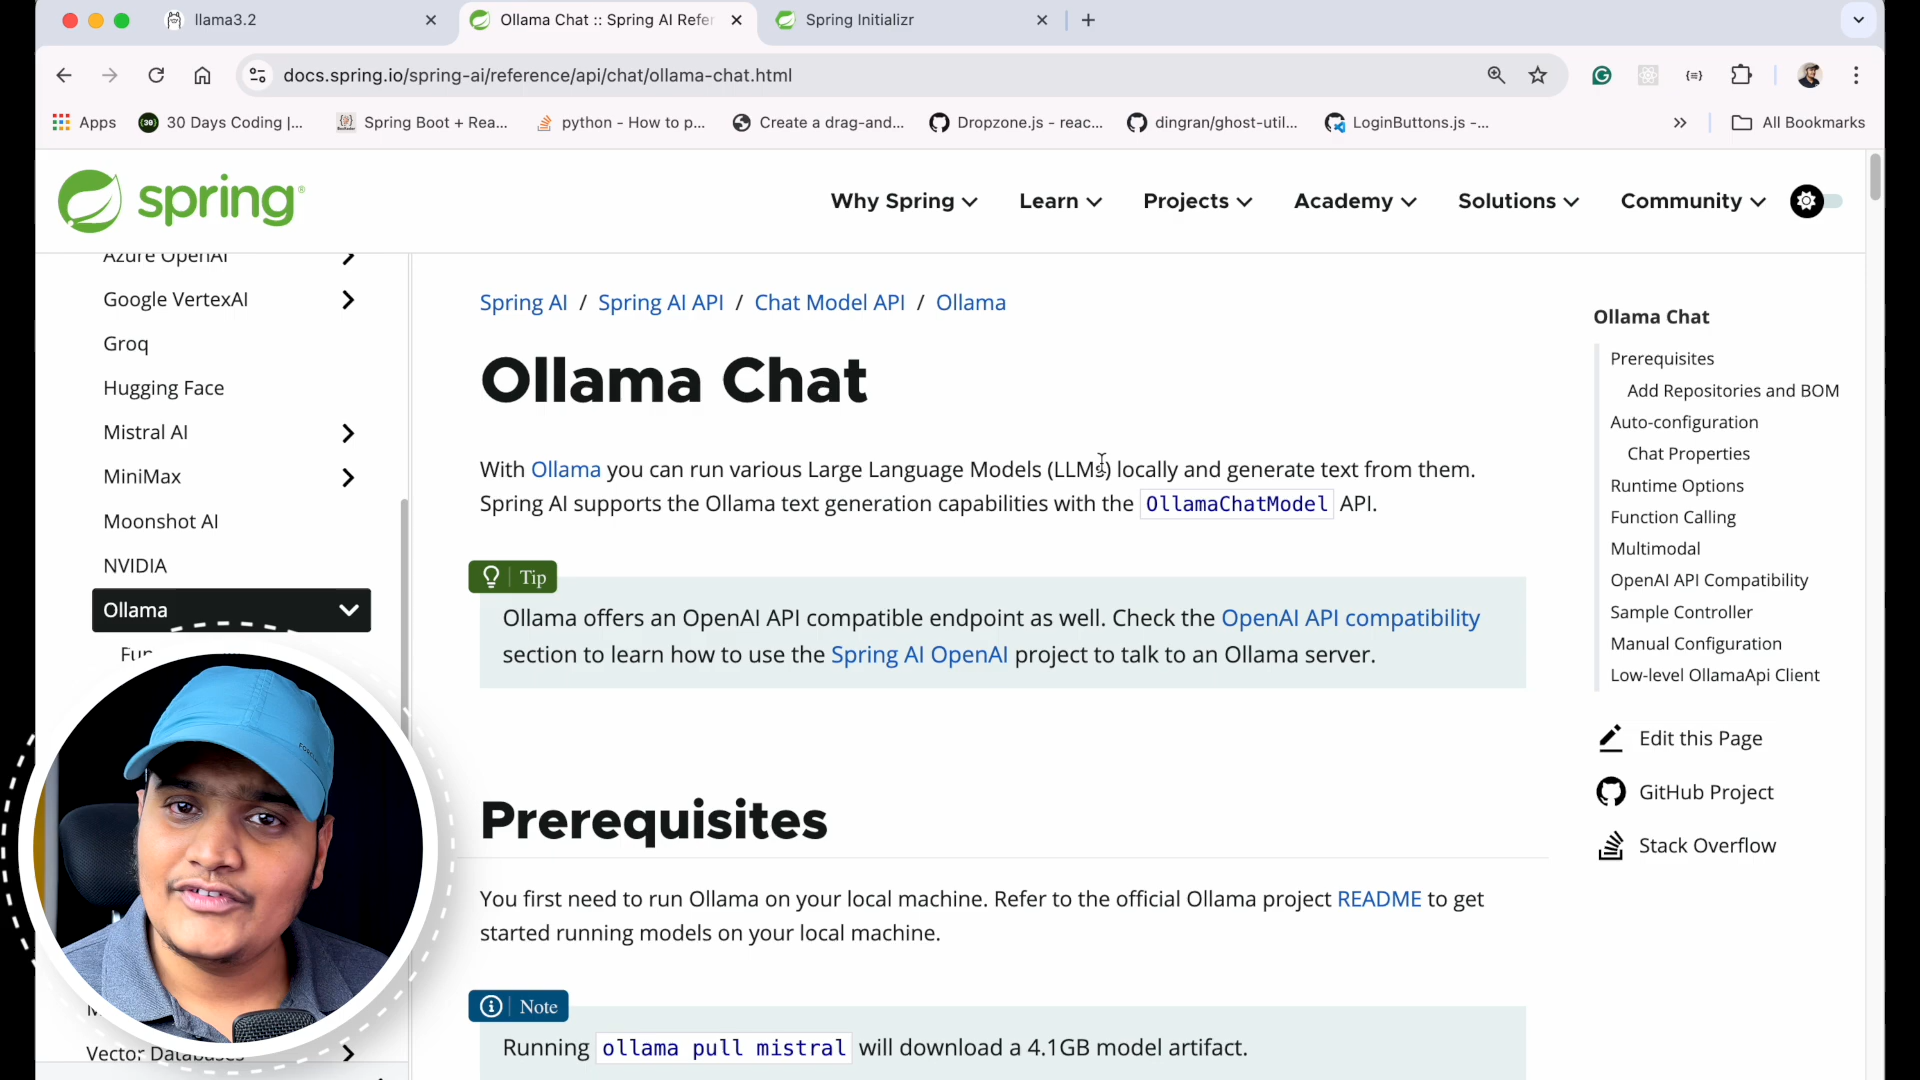 llama3.2
Ollama Chat :: Spring AI Refer
Spring Initializr
docs.spring.io/spring-ai/reference/api/chat/ollama-chat.html
Apps
30 Days Coding |...
Spring Boot + Rea...
python - How to p...
Create a drag-and...
Dropzone.js - reac...
dingran/ghost-util...
LoginButtons.js -...
All Bookmarks
spring
Why Spring
Learn
Projects
Academy
Solutions
Community
Azure OpenAI
Google VertexAI
Groq
Hugging Face
Mistral AI
MiniMax
Moonshot AI
NVIDIA
Ollama
Vector Databases
Spring AI / Spring AI API / Chat Model API / Ollama
Ollama Chat
With Ollama you can run various Large Language Models (LLMs) locally and generate text from them.
Spring AI supports the Ollama text generation capabilities with the OllamaChatModel API.
Tip
Ollama offers an OpenAI API compatible endpoint as well. Check the OpenAI API compatibility
section to learn how to use the Spring AI OpenAI project to talk to an Ollama server.
Prerequisites
You first need to run Ollama on your local machine. Refer to the official Ollama project README to get
started running models on your local machine.
Note
Running ollama pull mistral will download a 4.1GB model artifact.
Ollama Chat
Prerequisites
Add Repositories and BOM
Auto-configuration
Chat Properties
Runtime Options
Function Calling
Multimodal
OpenAI API Compatibility
Sample Controller
Manual Configuration
Low-level OllamaApi Client
Edit this Page
GitHub Project
Stack Overflow